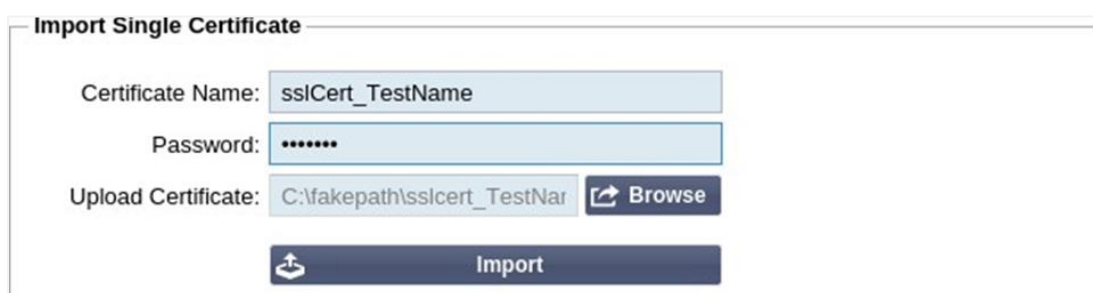 Import Single Certificate
Certificate Name: sslCert_TestName
Password: •••••••
Upload Certificate: C:\fakepath\sslcert_TestNar Browse
Import